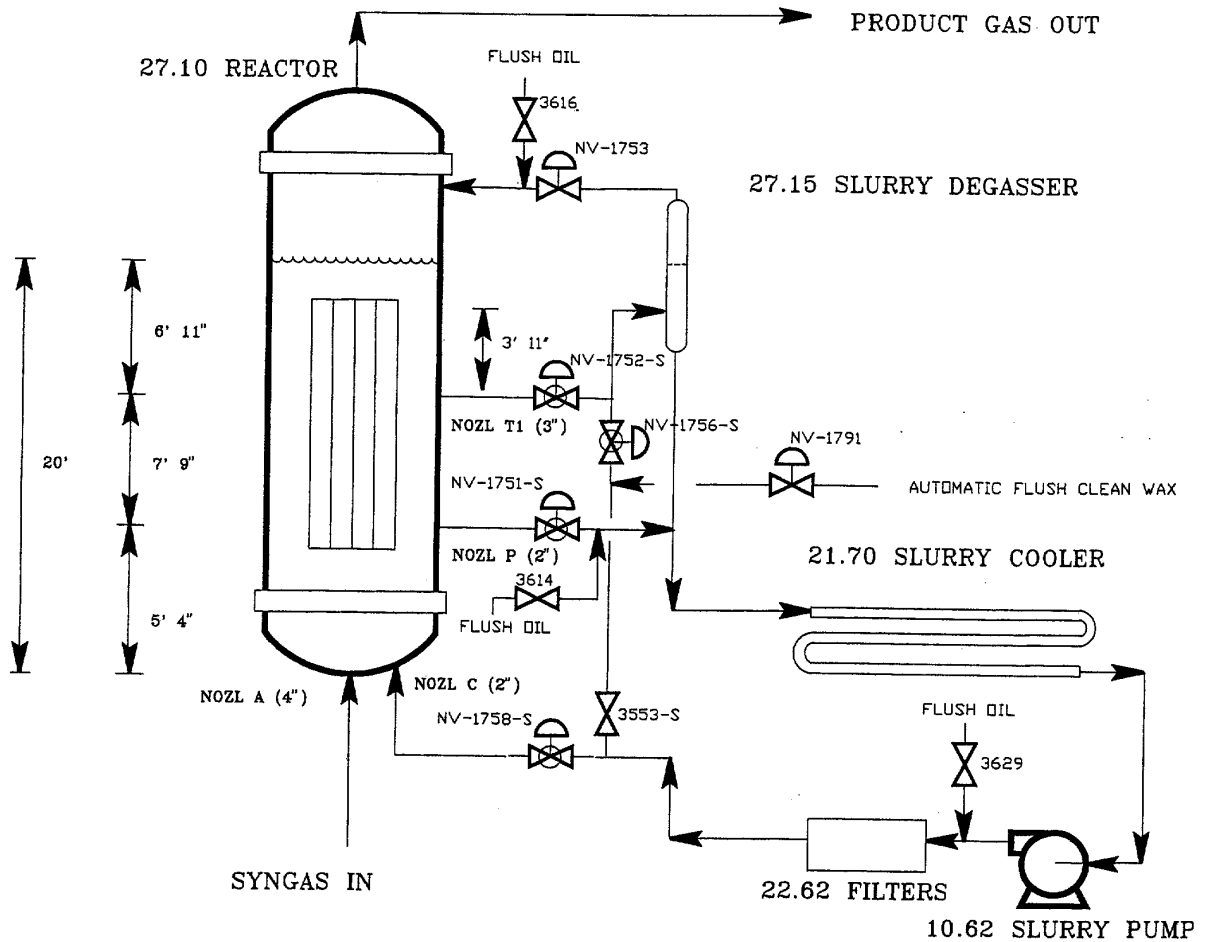 PRODUCT GAS OUT
FLUSH OIL
27.10 REACTOR
3616
NV-1753
27.15 SLURRY DEGASSER
6' 11"
3' 11"
NV-1752-S
NOZL T1 (3")
NV-1756-S
NV-1791
20'
7' 9"
NV-1751-S
AUTOMATIC FLUSH CLEAN WAX
NOZL P (2")
21.70 SLURRY COOLER
3614
5' 4"
FLUSH OIL
NOZL A (4")
NOZL C (2")
NV-1758-S
3553-S
FLUSH OIL
3629
SYNGAS IN
22.62 FILTERS
10.62 SLURRY PUMP